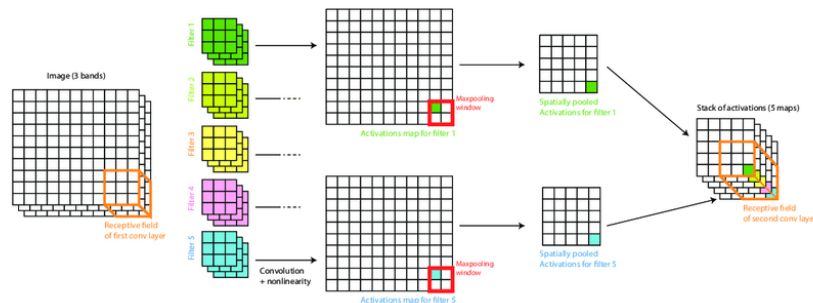 Image (3 bands)
Receptive field
of first conv layer
Filter 1
Filter 2
Filter 3
Filter 4
Filter 5
Convolution
+ nonlinearity
Maxpooling
window
Activations map for filter 1
Maxpooling
window
Activations map for filter 5
Spatially pooled
Activations for filter 1
Spatially pooled
Activations for filter 5
Stack of activations (5 maps)
Receptive field
of second conv laye